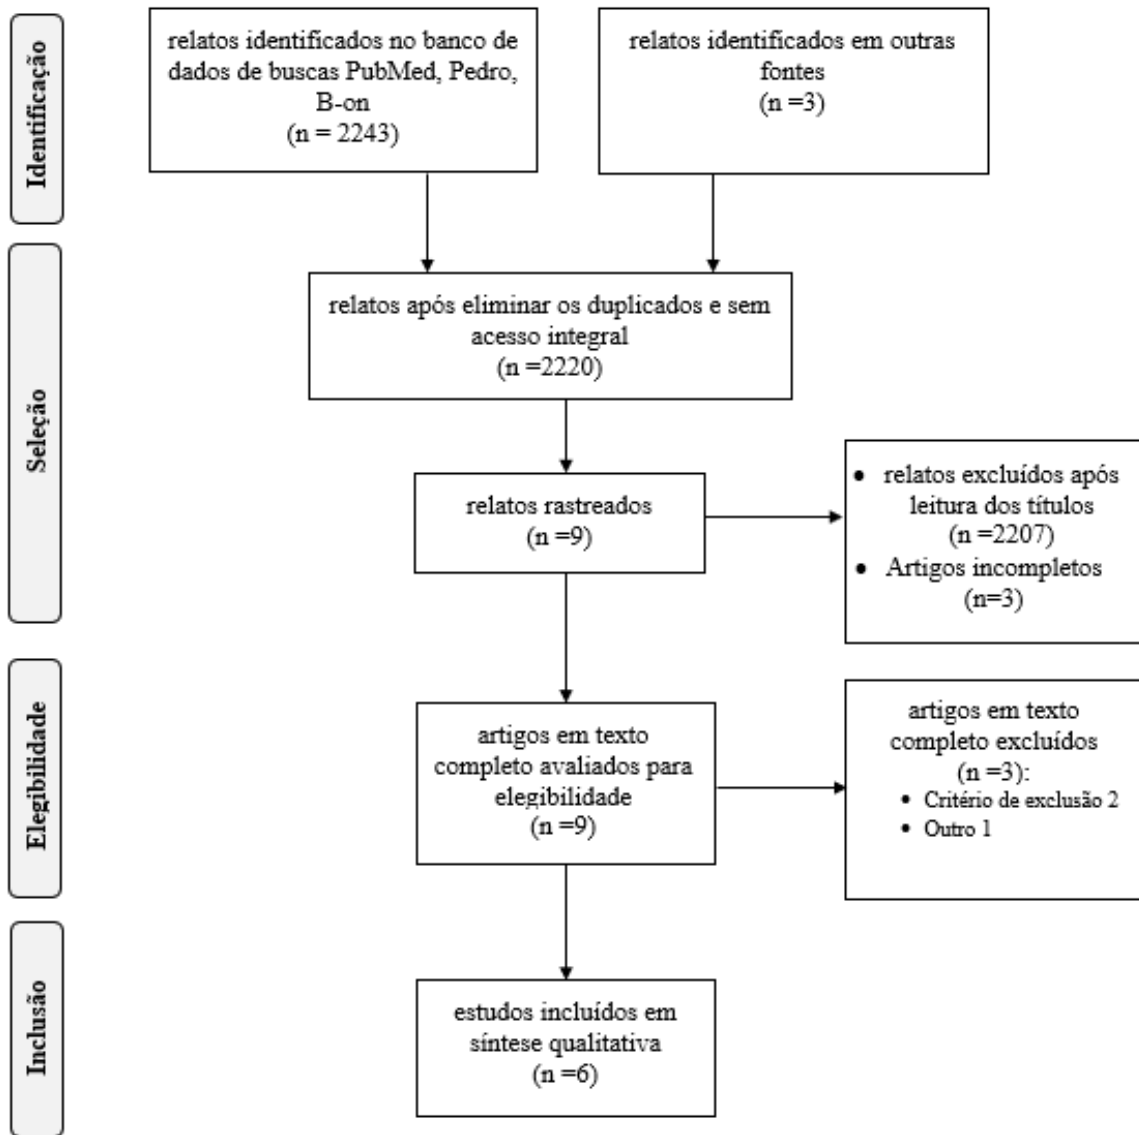 Identificação
relatos identificados no banco de
dados de buscas PubMed, Pedro,
B-on
(n = 2243)
relatos identificados em outras
fontes
(n =3)
Seleção
relatos após eliminar os duplicados e sem
acesso integral
(n =2220)
relatos rastreados
(n =9)
• relatos excluídos após
leitura dos títulos
(n =2207)
• Artigos incompletos
(n=3)
Elegibilidade
artigos em texto
completo avaliados para
elegibilidade
(n =9)
artigos em texto
completo excluídos
(n =3):
• Critério de exclusão 2
• Outro 1
Inclusão
estudos incluídos em
síntese qualitativa
(n =6)